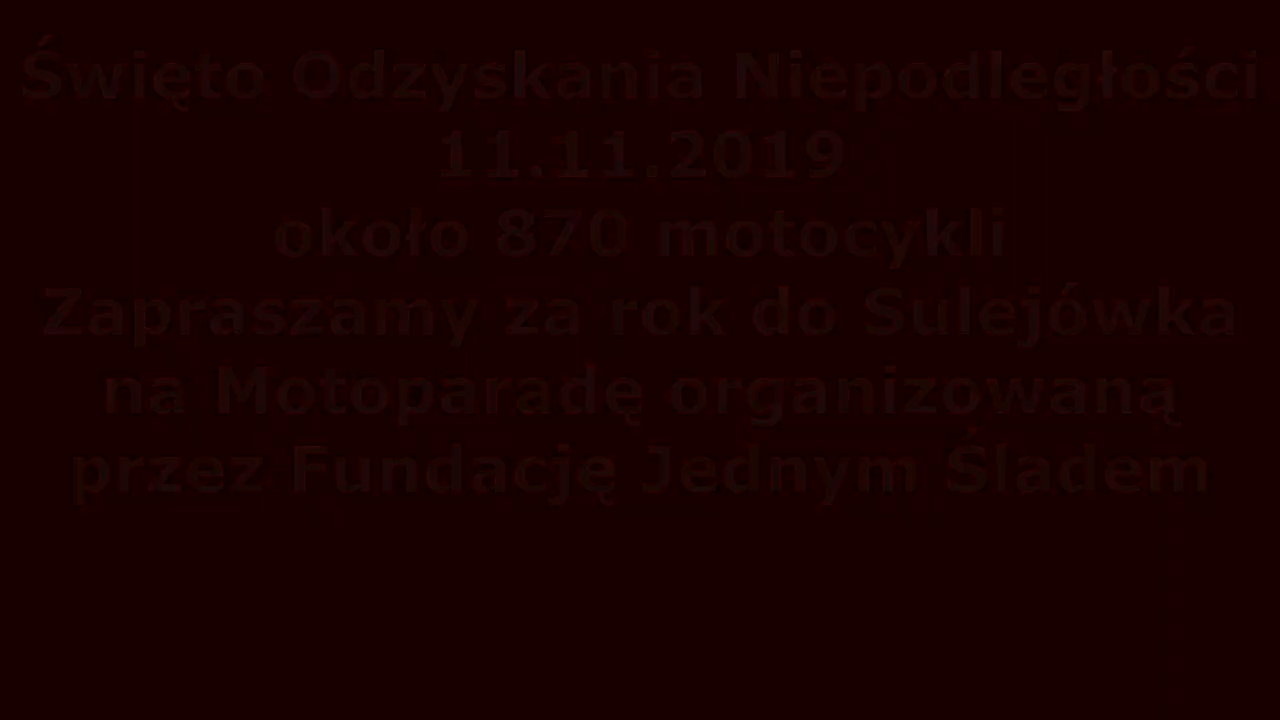 Święto Odzyskania Niepodległości
11.11.2019
około 870 motocykli
Zapraszamy za rok do Sulejówka
na Motoparadę organizowaną
przez Fundację Jednym Śladem